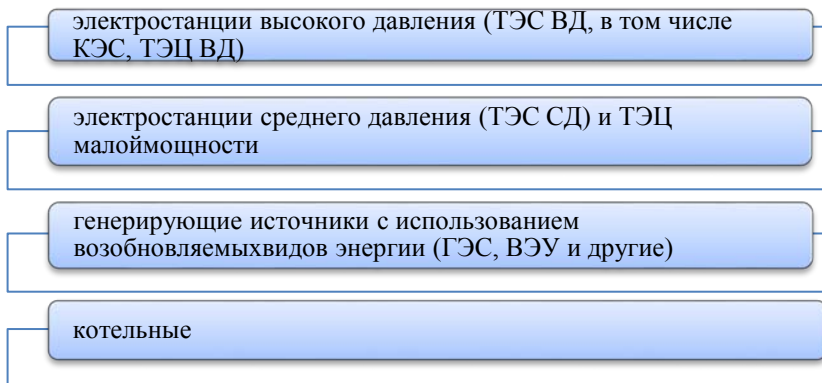 электростанции высокого давления (ТЭС ВД, в том числе
КЭС, ТЭЦ ВД)
электростанции среднего давления (ТЭС СД) и ТЭЦ
малоймощности
генерирующие источники с использованием
возобновляемыхвидов энергии (ГЭС, ВЭУ и другие)
котельные